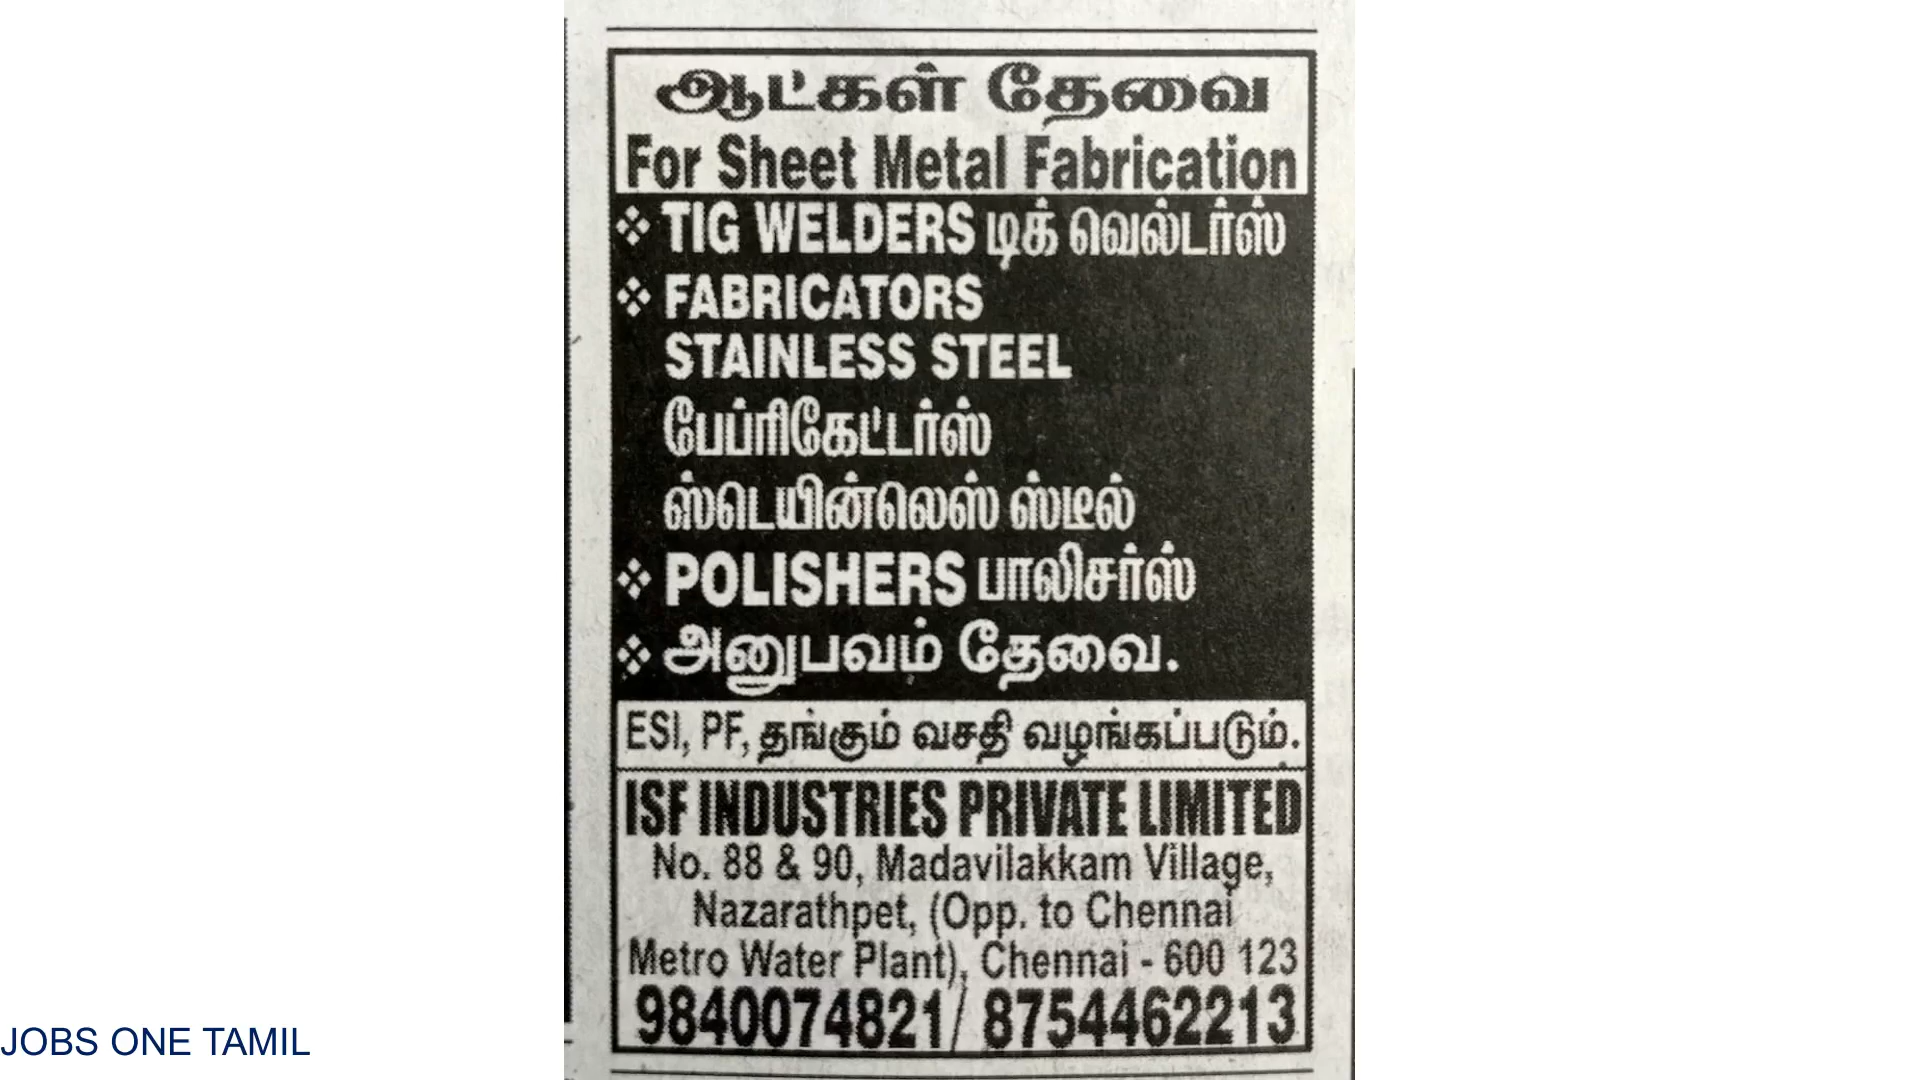 ஆட்கள் தேவை
For Sheet Metal Fabrication
❖ TIG WELDERS டிக் வெல்டர்ஸ்
❖ FABRICATORS
STAINLESS STEEL
பேப்ரிகேட்டர்ஸ்
ஸ்டெயின்லெஸ் ஸ்டீல்
❖ POLISHERS பாலிசர்ஸ்
❖ அனுபவம் தேவை.
ESI, PF, தங்கும் வசதி வழங்கப்படும்.
ISF INDUSTRIES PRIVATE LIMITED
No. 88 & 90, Madavilakkam Village,
Nazarathpet, (Opp. to Chennai
Metro Water Plant), Chennai - 600 123
9840074821/ 8754462213
JOBS ONE TAMIL